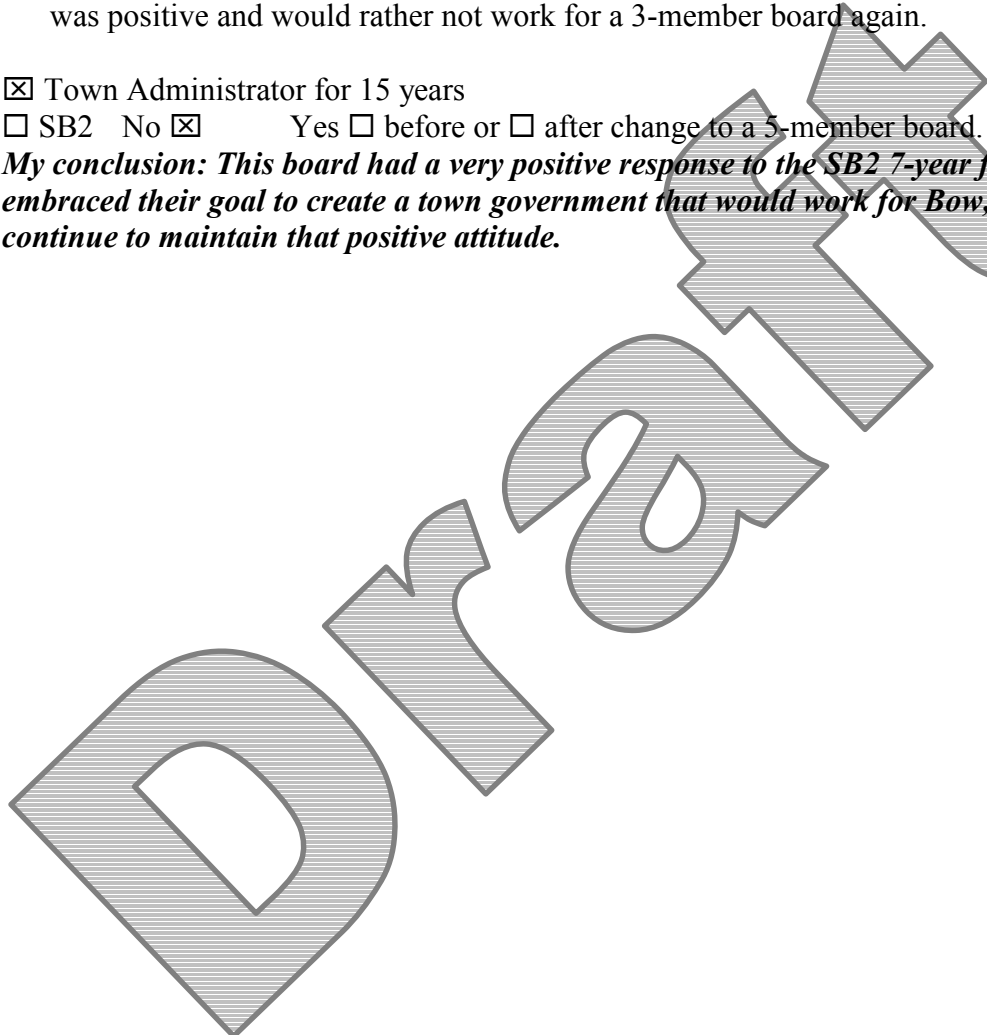 was positive and would rather not work for a 3-member board again.
☒ Town Administrator for 15 years
☐ SB2 No ☒ Yes ☐ before or ☐ after change to a 5-member board.
My conclusion: This board had a very positive response to the SB2 7-year f
embraced their goal to create a town government that would work for Bow,
continue to maintain that positive attitude.
Draft